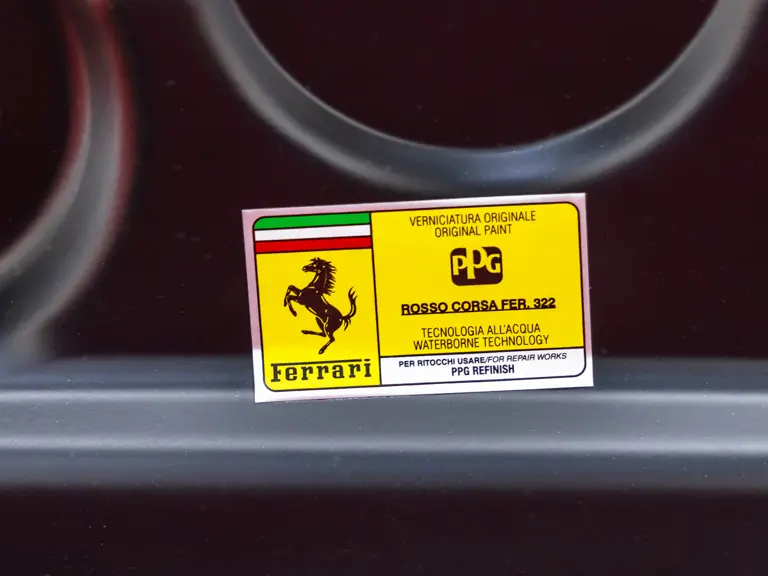 Ferrari
VERNICIATURA ORIGINALE
ORIGINAL PAINT
PPG
ROSSO CORSA FER. 322
TECNOLOGIA ALL'ACQUA
WATERBORNE TECHNOLOGY
PER RITOCCHI USARE/FOR REPAIR WORKS
PPG REFINISH